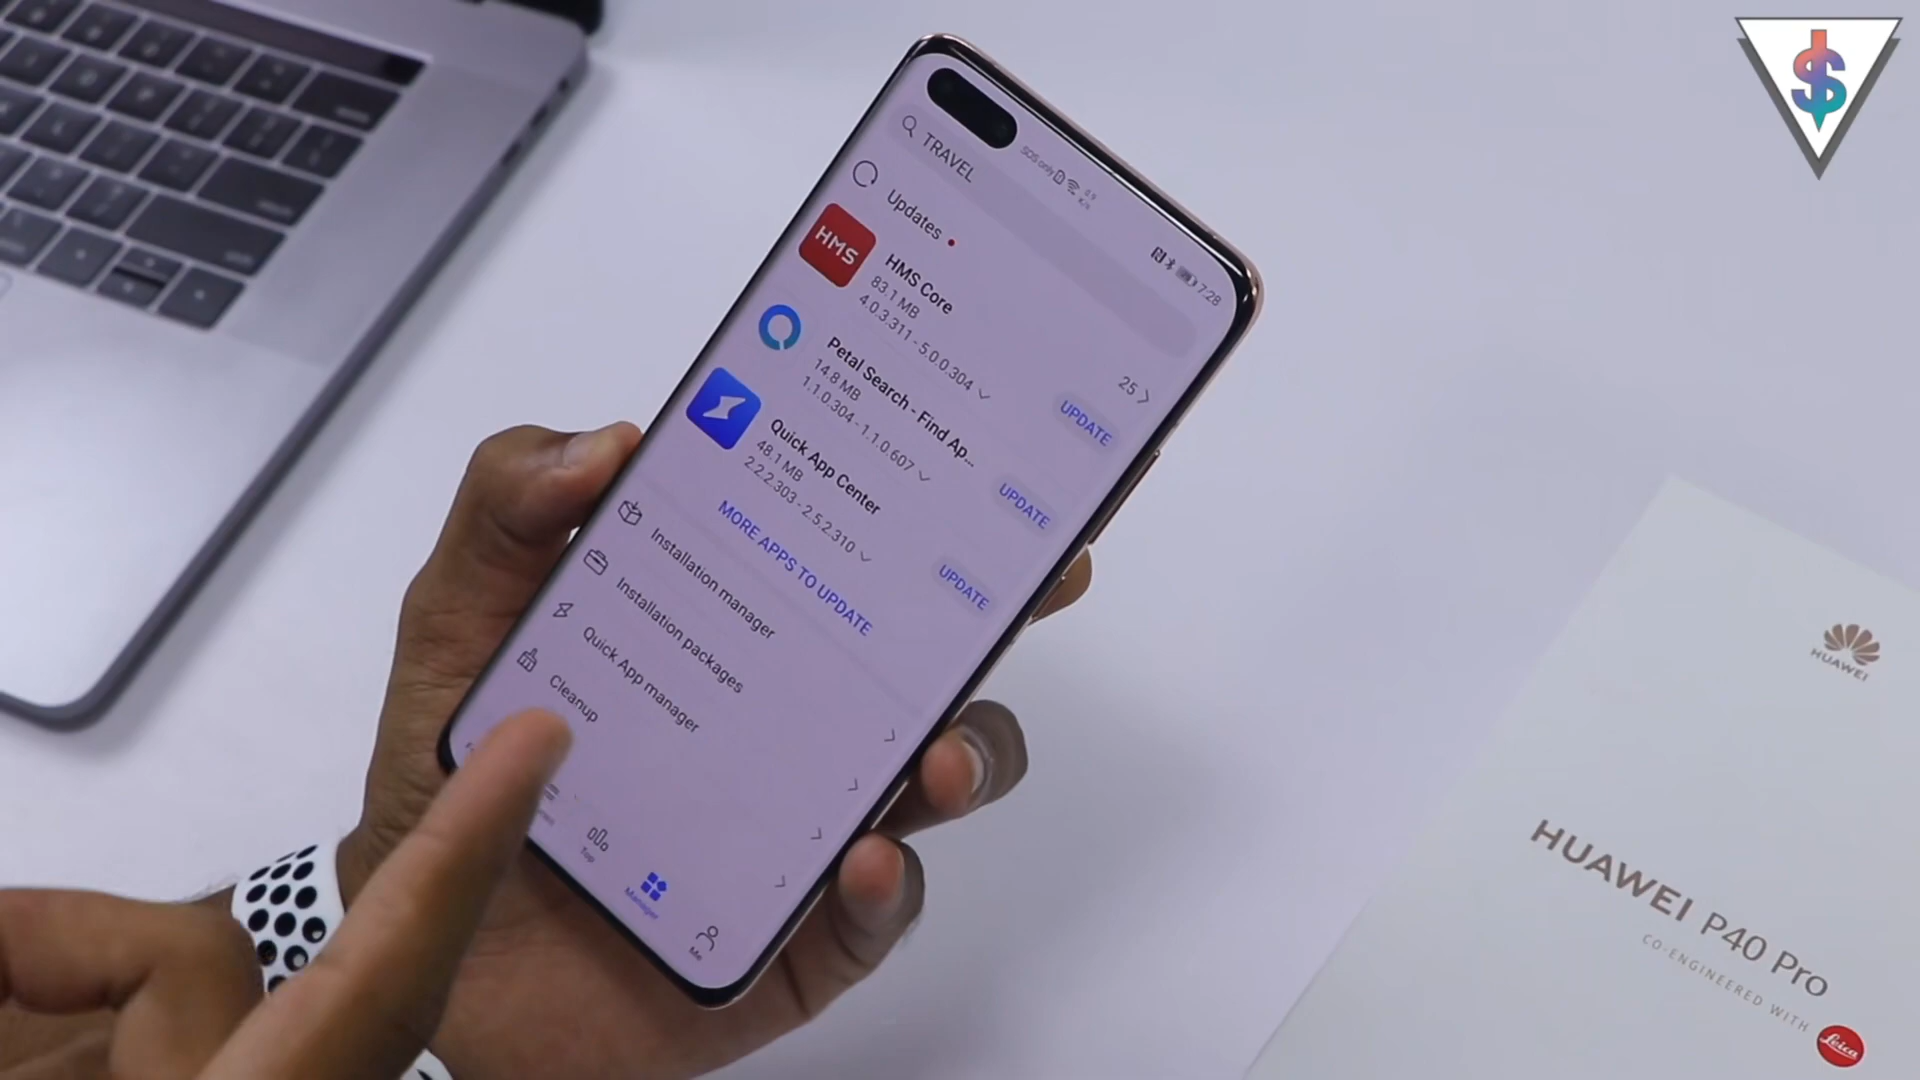 SOS only
7:28
TRAVEL
Updates
25
HMS
HMS Core
83.1 MB
4.0.3.311 - 5.0.0.304
UPDATE
Petal Search - Find Ap...
14.8 MB
1.1.0.304 - 1.1.0.607
UPDATE
Quick App Center
48.1 MB
2.2.2.303 - 2.5.2.310
UPDATE
MORE APPS TO UPDATE
Installation manager
Installation packages
Quick App manager
Cleanup
Top
Manager
Me
$
HUAWEI
HUAWEI P40 Pro
CO-ENGINEERED WITH
Leica